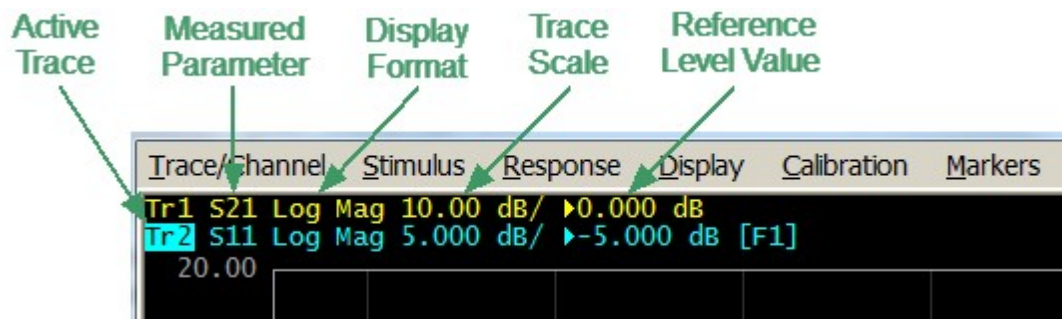 Active Trace
Measured Parameter
Display Format
Trace Scale
Reference Level Value
Trace/Channel Stimulus Response Display Calibration Markers
Tr1 S21 Log Mag 10.00 dB/ ▶0.000 dB
Tr2 S11 Log Mag 5.000 dB/ ▶-5.000 dB [F1]
20.00